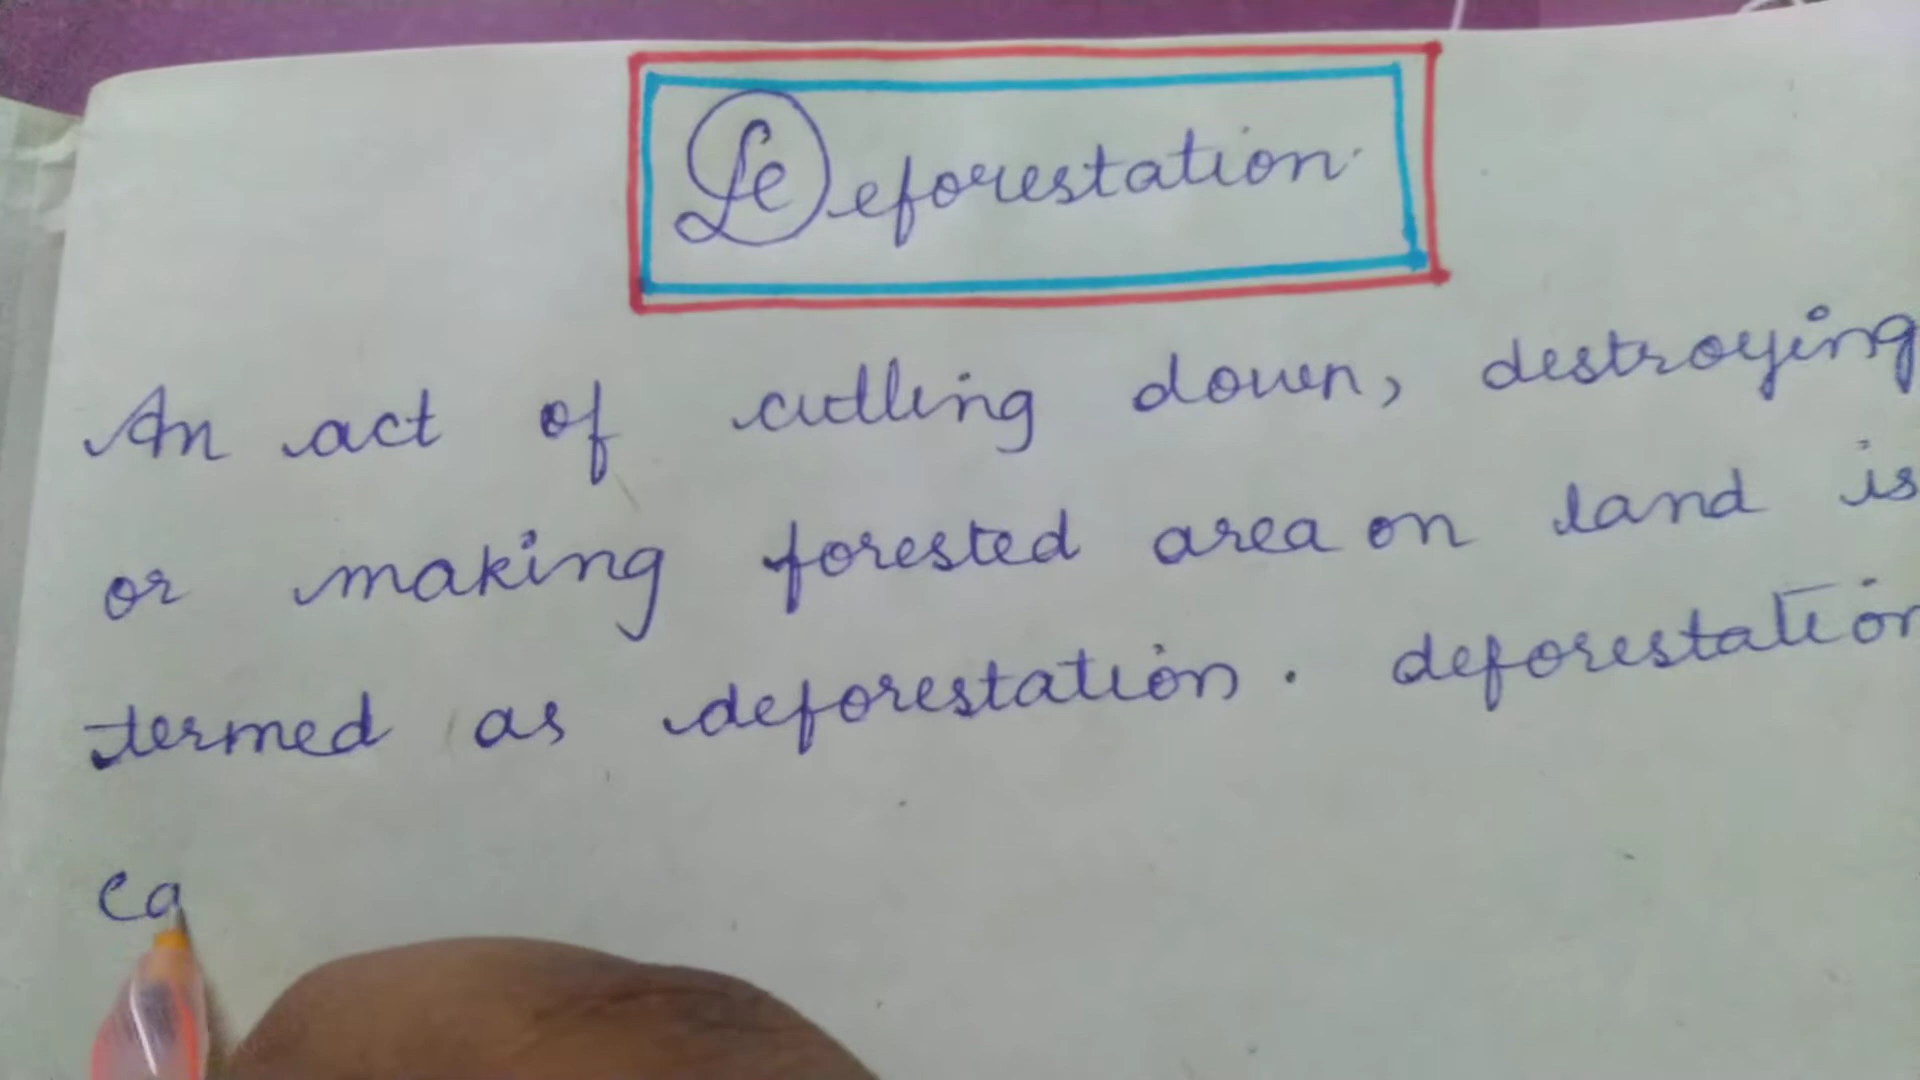 Deforestation
An act of cutting down, destroying
or making forested area on land is
termed as deforestation. deforestation
ca